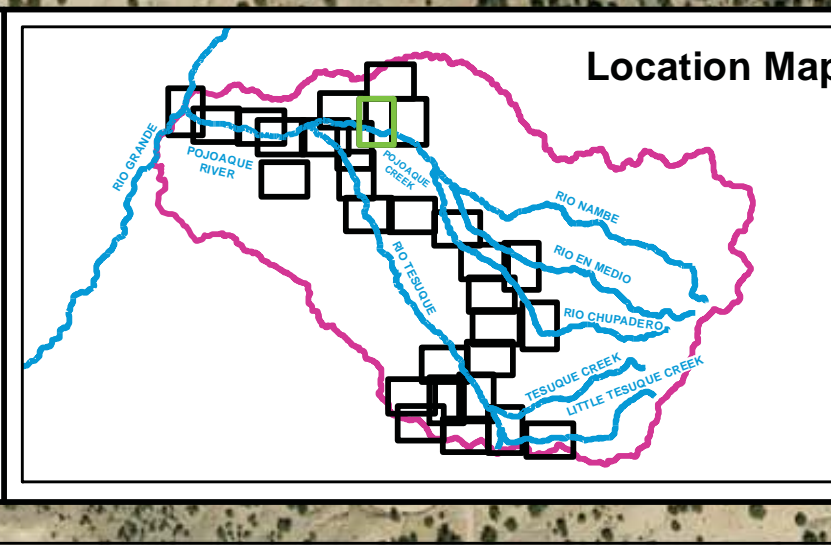 Location Map
RIO GRANDE
POJOAQUE
RIVER
POJOAQUE
CREEK
RIO NAMBE
RIO EN MEDIO
RIO TESUQUE
RIO CHUPADERO
TESUQUE CREEK
LITTLE TESUQUE CREEK